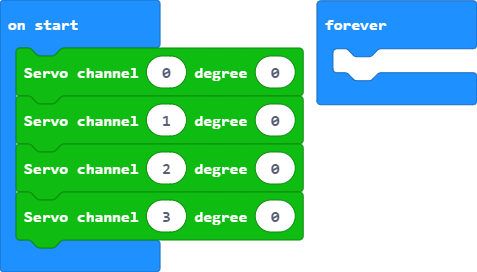 on start
Servo channel 0 degree 0
Servo channel 1 degree 0
Servo channel 2 degree 0
Servo channel 3 degree 0
forever